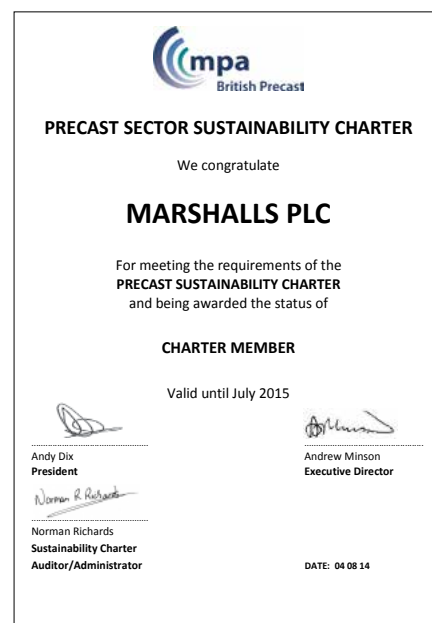 mpa
British Precast
PRECAST SECTOR SUSTAINABILITY CHARTER
We congratulate
MARSHALLS PLC
For meeting the requirements of the
PRECAST SUSTAINABILITY CHARTER
and being awarded the status of
CHARTER MEMBER
Valid until July 2015
Andy Dix
President
Andrew Minson
Executive Director
Norman R Richards
Norman Richards
Sustainability Charter
Auditor/Administrator
DATE: 04 08 14